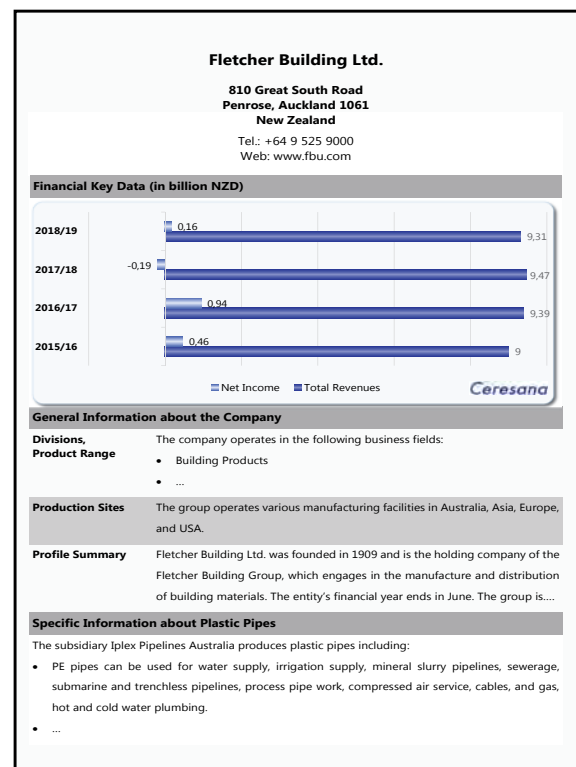 Fletcher Building Ltd.
810 Great South Road
Penrose, Auckland 1061
New Zealand
Tel.: +64 9 525 9000
Web: www.fbu.com
Financial Key Data (in billion NZD)
2018/19
0,16
9,31
2017/18
-0,19
9,47
2016/17
0,94
9,39
2015/16
0,46
9
Net Income Total Revenues
Ceresana
General Information about the Company
Divisions,
Product Range
The company operates in the following business fields:
• Building Products
• ...
Production Sites
The group operates various manufacturing facilities in Australia, Asia, Europe,
and USA.
Profile Summary
Fletcher Building Ltd. was founded in 1909 and is the holding company of the
Fletcher Building Group, which engages in the manufacture and distribution
of building materials. The entity's financial year ends in June. The group is....
Specific Information about Plastic Pipes
The subsidiary Iplex Pipelines Australia produces plastic pipes including:
• PE pipes can be used for water supply, irrigation supply, mineral slurry pipelines, sewerage,
submarine and trenchless pipelines, process pipe work, compressed air service, cables, and gas,
hot and cold water plumbing.
• ...